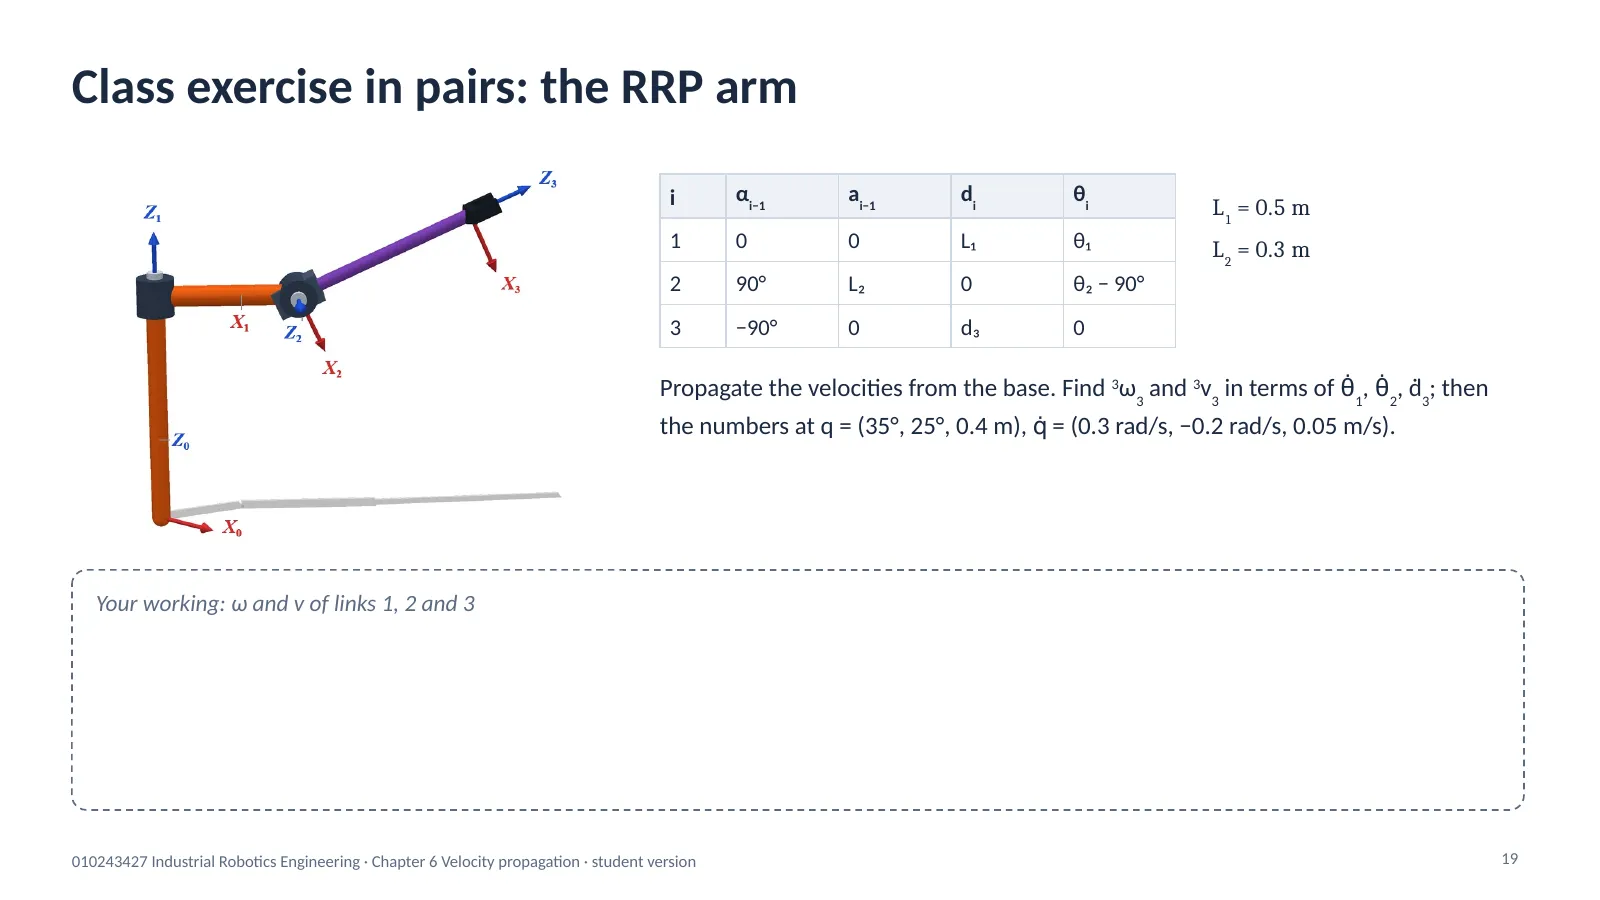 Class exercise in pairs: the RRP arm
Z₃
Z₁
X₃
X₁
Z₂
X₂
Z₀
X₀
i αᵢ₋₁ aᵢ₋₁ dᵢ θᵢ
1 0 0 L₁ θ₁
2 90° L₂ 0 θ₂ − 90°
3 −90° 0 d₃ 0
L₁ = 0.5 m
L₂ = 0.3 m
Propagate the velocities from the base. Find ³ω₃ and ³v₃ in terms of θ̇₁, θ̇₂, ḋ₃; then
the numbers at q = (35°, 25°, 0.4 m), q̇ = (0.3 rad/s, −0.2 rad/s, 0.05 m/s).
Your working: ω and v of links 1, 2 and 3
010243427 Industrial Robotics Engineering · Chapter 6 Velocity propagation · student version
19